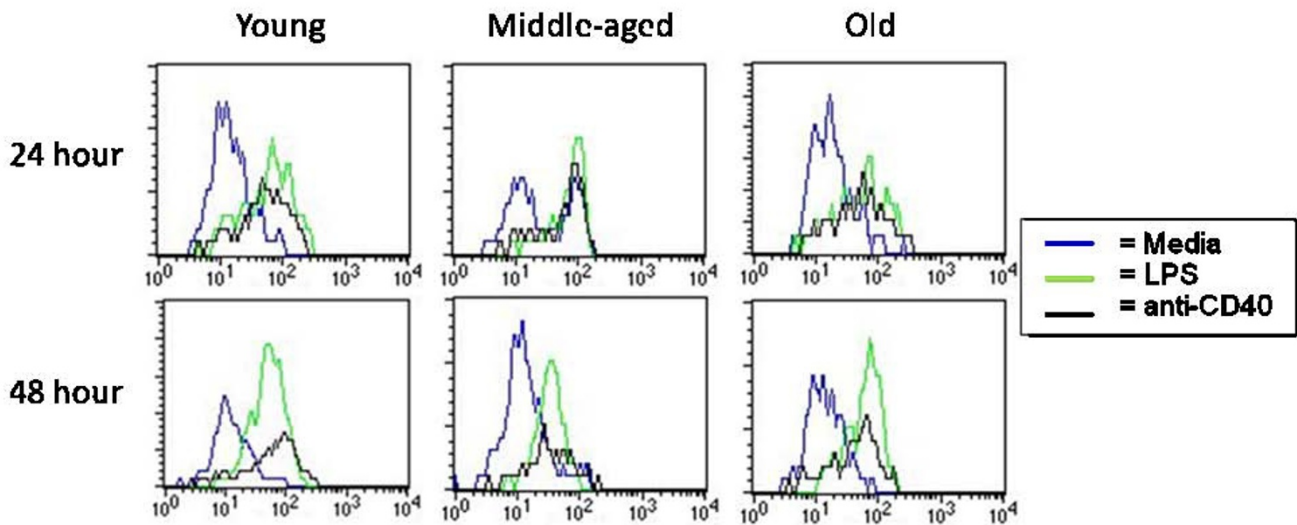 Young Middle-aged Old
24 hour
10⁰ 10¹ 10² 10³ 10⁴ 10⁰ 10¹ 10² 10³ 10⁴ 10⁰ 10¹ 10² 10³ 10⁴
= Media
= LPS
= anti-CD40
48 hour
10⁰ 10¹ 10² 10³ 10⁴ 10⁰ 10¹ 10² 10³ 10⁴ 10⁰ 10¹ 10² 10³ 10⁴